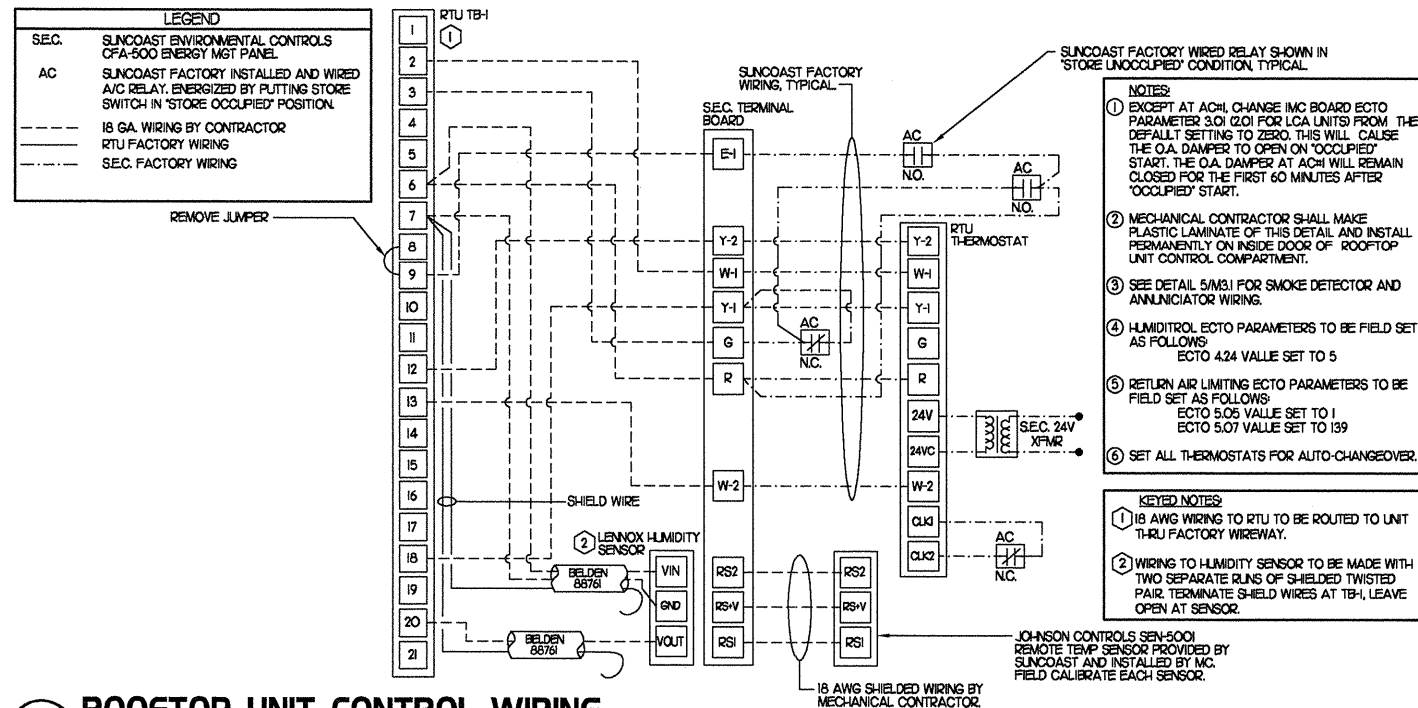 LEGEND
S.E.C. SUNCOAST ENVIRONMENTAL CONTROLS
CFA-500 ENERGY MGT PANEL
AC SUNCOAST FACTORY INSTALLED AND WIRED
A/C RELAY. ENERGIZED BY PUTTING STORE
SWITCH IN "STORE OCCUPIED" POSITION.
18 GA. WIRING BY CONTRACTOR
RTU FACTORY WIRING
S.E.C. FACTORY WIRING
REMOVE JUMPER
RTU TB-1
1
1
2
3
4
5
6
7
8
9
10
11
12
13
14
15
16
17
18
19
20
21
SHIELD WIRE
2 LENNOX HUMIDITY
SENSOR
BELDEN
88761
BELDEN
88761
VIN
GND
VOUT
SUNCOAST FACTORY
WIRING, TYPICAL
S.E.C. TERMINAL
BOARD
E-1
Y-2
W-1
Y-1
G
R
W-2
RS2
RS+V
RS1
AC
N.O.
AC
N.O.
AC
N.C.
RTU
THERMOSTAT
Y-2
W-1
Y-1
G
R
24V
24VC
W-2
CLK1
CLK2
S.E.C. 24V
XFMR
AC
N.C.
RS2
RS+V
RS1
JOHNSON CONTROLS SEN-5001
REMOTE TEMP SENSOR PROVIDED BY
SUNCOAST AND INSTALLED BY MC.
FIELD CALIBRATE EACH SENSOR.
18 AWG SHIELDED WIRING BY
MECHANICAL CONTRACTOR.
SUNCOAST FACTORY WIRED RELAY SHOWN IN
"STORE UNOCCUPIED" CONDITION, TYPICAL
NOTES:
1 EXCEPT AT AC#1, CHANGE IMC BOARD ECTO
PARAMETER 3.01 (2.01 FOR LCA UNITS) FROM THE
DEFAULT SETTING TO ZERO. THIS WILL CAUSE
THE O.A. DAMPER TO OPEN ON "OCCUPIED"
START. THE O.A. DAMPER AT AC#1 WILL REMAIN
CLOSED FOR THE FIRST 60 MINUTES AFTER
"OCCUPIED" START.
2 MECHANICAL CONTRACTOR SHALL MAKE
PLASTIC LAMINATE OF THIS DETAIL AND INSTALL
PERMANENTLY ON INSIDE DOOR OF ROOFTOP
UNIT CONTROL COMPARTMENT.
3 SEE DETAIL 5/M3.1 FOR SMOKE DETECTOR AND
ANNUNICIATOR WIRING.
4 HUMIDITROL ECTO PARAMETERS TO BE FIELD SET
AS FOLLOWS:
ECTO 4.24 VALUE SET TO 5
5 RETURN AIR LIMITING ECTO PARAMETERS TO BE
FIELD SET AS FOLLOWS:
ECTO 5.05 VALUE SET TO 1
ECTO 5.07 VALUE SET TO 139
6 SET ALL THERMOSTATS FOR AUTO-CHANGEOVER.
KEYED NOTES:
1 18 AWG WIRING TO RTU TO BE ROUTED TO UNIT
THRU FACTORY WIREWAY.
2 WIRING TO HUMIDITY SENSOR TO BE MADE WITH
TWO SEPARATE RUNS OF SHIELDED TWISTED
PAIR. TERMINATE SHIELD WIRES AT TB-1, LEAVE
OPEN AT SENSOR.
ROOFTOP UNIT CONTROL WIRING